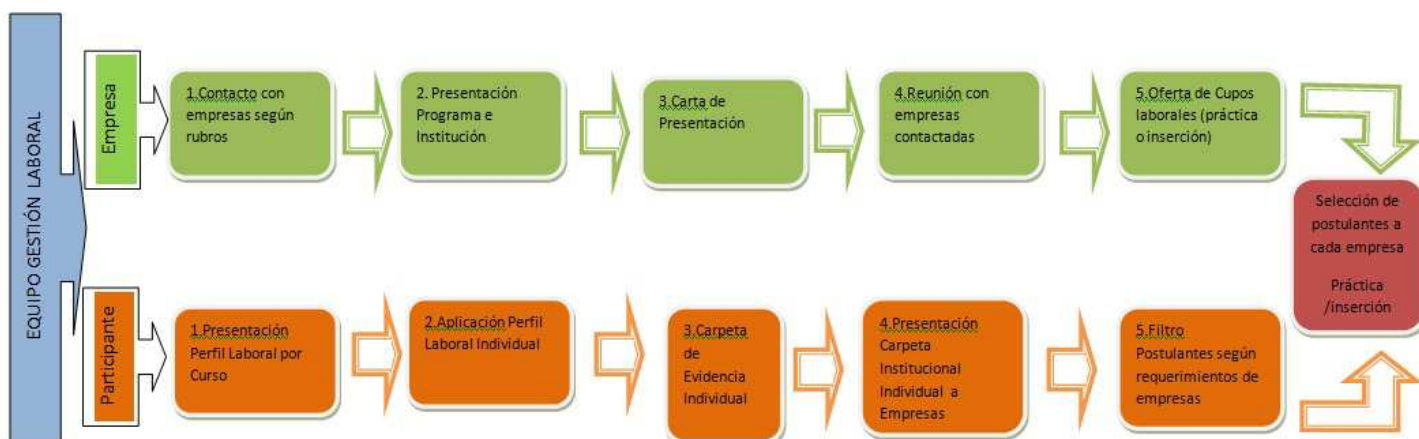 EQUIPO GESTIÓN LABORAL
Empresa
1.Contacto con
empresas según
rubros
2. Presentación
Programa e
Institución
3.Carta de
Presentación
4.Reunión con
empresas
contactadas
5.Oferta de Cupos
laborales (práctica
o inserción)
Selección de
postulantes a
cada empresa
Práctica
/inserción
Participante
1.Presentación
Perfil Laboral por
Curso
2.Aplicación Perfil
Laboral Individual
3.Carpeta
de
Evidencia
Individual
4.Presentación
Carpeta
Institucional
Individual a
Empresas
5.Filtro
Postulantes según
requerimientos de
empresas